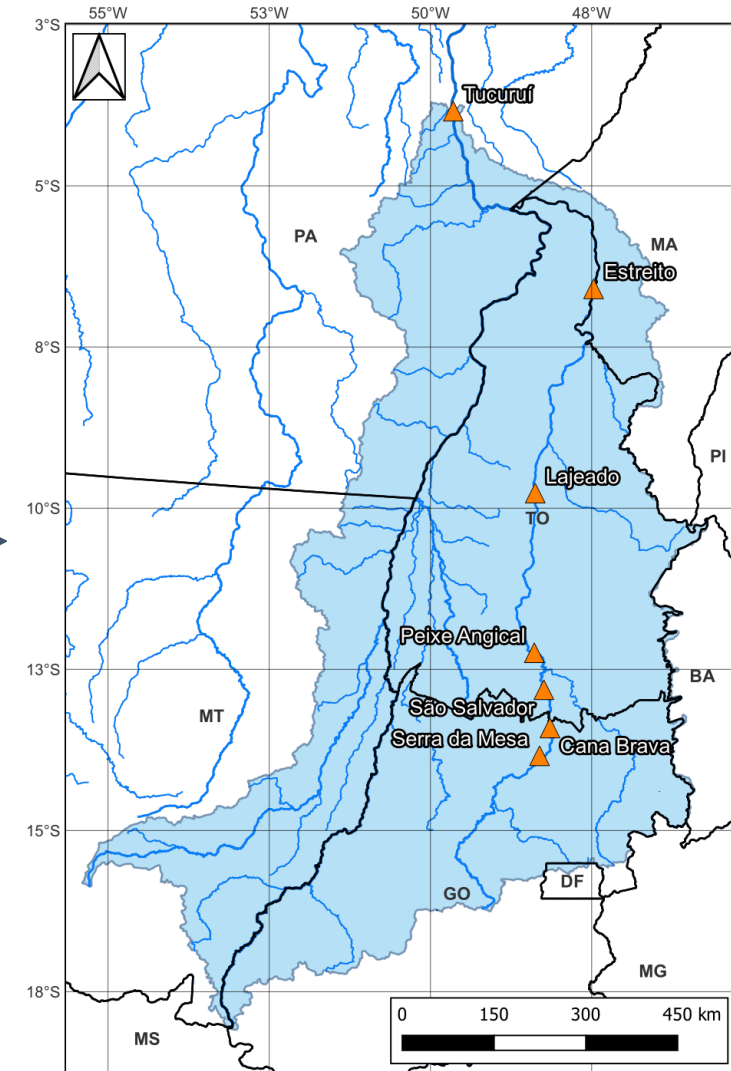 55°W 53°W 50°W 48°W
3°S
Tucuruí
5°S
PA
MA
Estreito
8°S
PI
Lajeado
10°S
TO
Peixe Angical
13°S
BA
São Salvador
MT
Serra da Mesa
Cana Brava
15°S
DF
GO
MG
18°S
0 150 300 450 km
MS